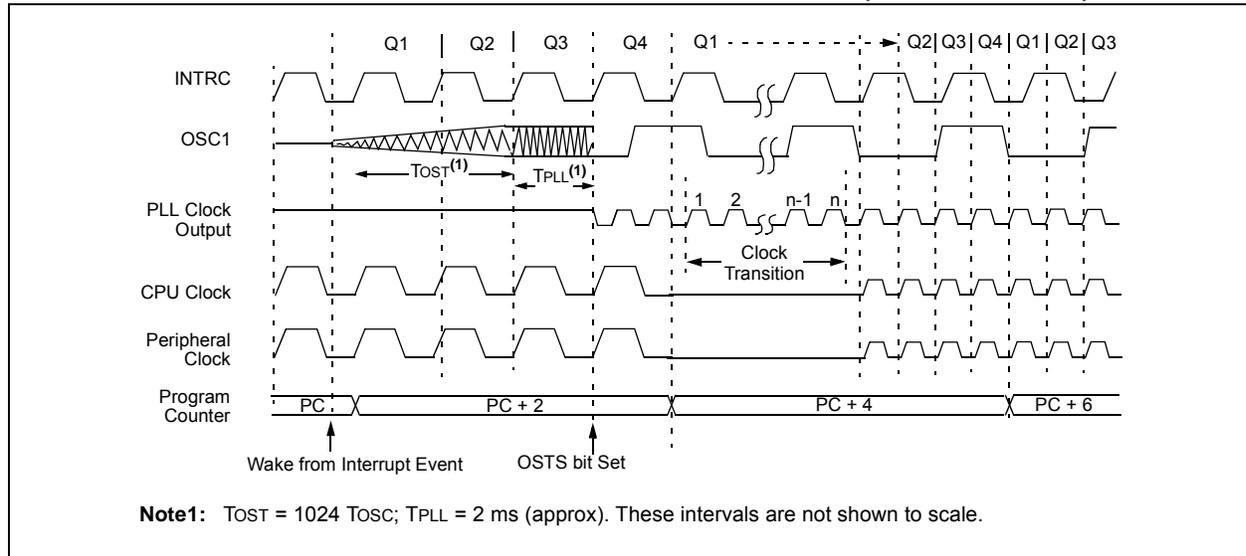 Q1 Q2 Q3 Q4 Q1 Q2 Q3 Q4 Q1 Q2 Q3
INTRC
OSC1
TOST(1) TPLL(1)
PLL Clock
Output
1 2 n-1 n
Clock
Transition
CPU Clock
Peripheral
Clock
Program
Counter
PC PC + 2 PC + 4 PC + 6
Wake from Interrupt Event OSTS bit Set
Note1: TOST = 1024 TOSC; TPLL = 2 ms (approx). These intervals are not shown to scale.